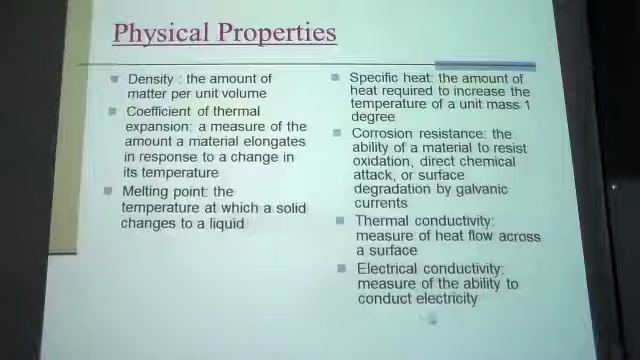 Physical Properties
Density : the amount of
matter per unit volume
Coefficient of thermal
expansion: a measure of the
amount a material elongates
in response to a change in
its temperature
Melting point: the
temperature at which a solid
changes to a liquid
Specific heat: the amount of
heat required to increase the
temperature of a unit mass 1
degree
Corrosion resistance: the
ability of a material to resist
oxidation, direct chemical
attack, or surface
degradation by galvanic
currents
Thermal conductivity:
measure of heat flow across
a surface
Electrical conductivity:
measure of the ability to
conduct electricity